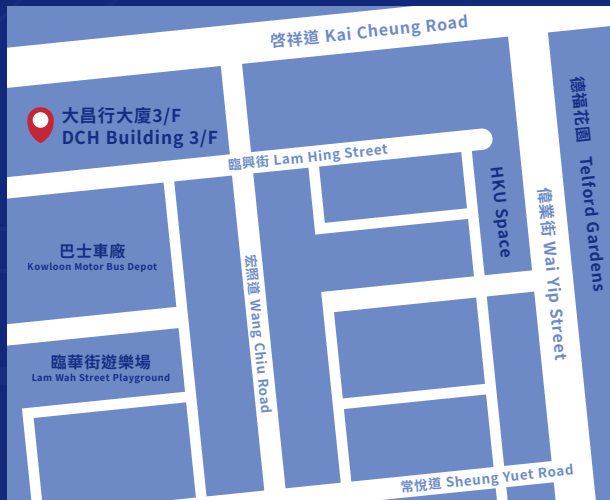 啓祥道 Kai Cheung Road
大昌行大廈3/F
DCH Building 3/F
臨興街 Lam Hing Street
德福花園 Telford Gardens
HKU Space
偉業街 Wai Yip Street
巴士車廠
Kowloon Motor Bus Depot
宏照道 Wang Chiu Road
臨華街遊樂場
Lam Wah Street Playground
常悅道 Sheung Yuet Road